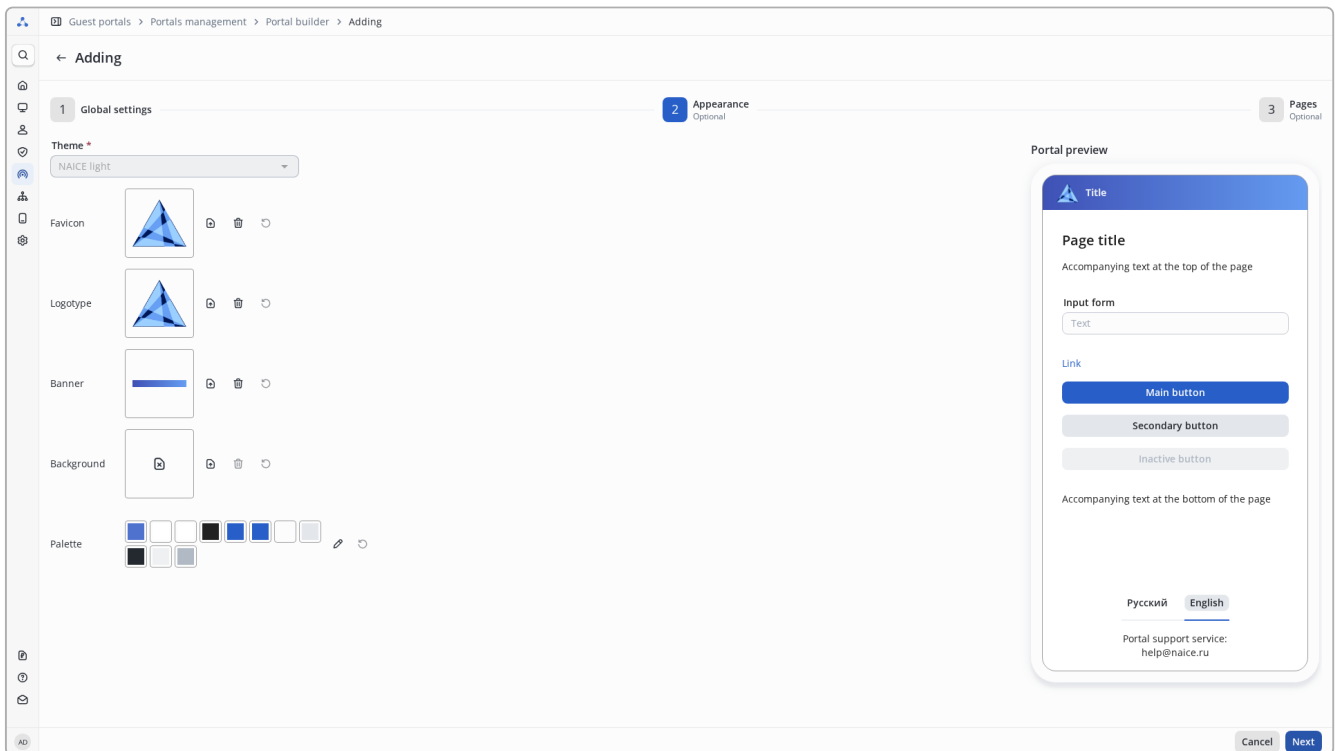 Guest portals > Portals management > Portal builder > Adding
← Adding
1 Global settings
2 Appearance
Optional
3 Pages
Optional
Theme *
NAICE light
Favicon
Logotype
Banner
Background
Palette
Portal preview
Title
Page title
Accompanying text at the top of the page
Input form
Text
Link
Main button
Secondary button
Inactive button
Accompanying text at the bottom of the page
Русский English
Portal support service:
help@naice.ru
AD
Cancel Next